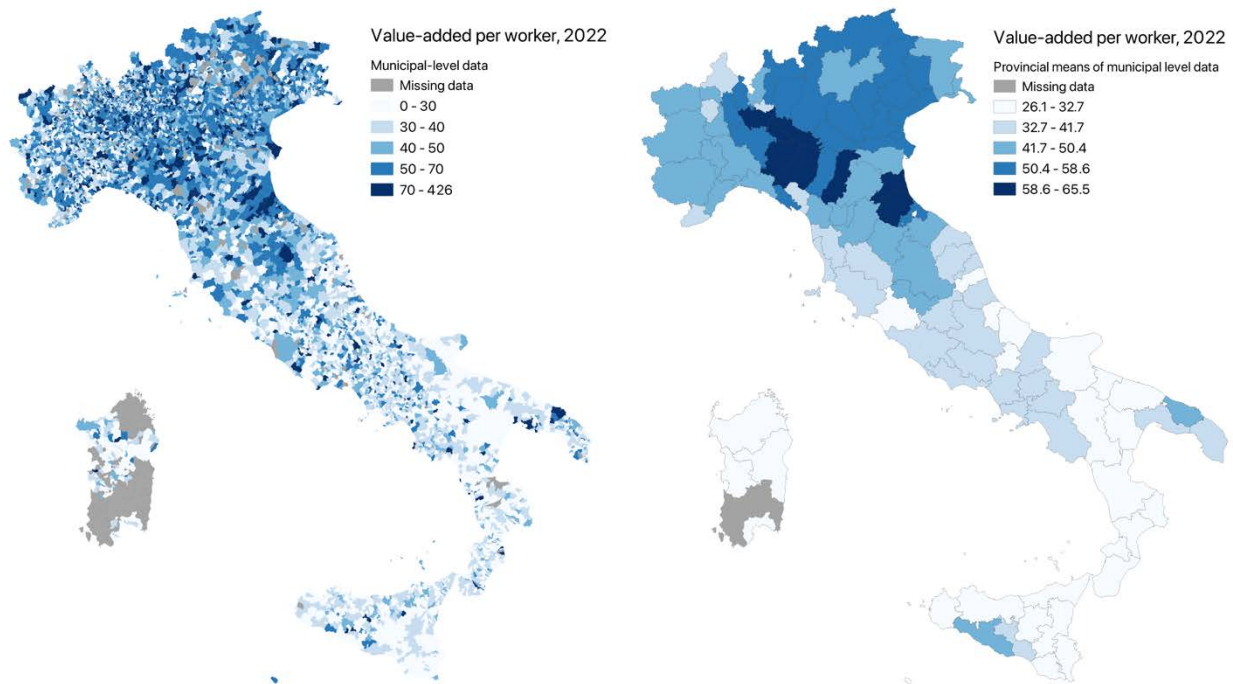 Value-added per worker, 2022
Municipal-level data
Missing data
0 - 30
30 - 40
40 - 50
50 - 70
70 - 426
Value-added per worker, 2022
Provincial means of municipal level data
Missing data
26.1 - 32.7
32.7 - 41.7
41.7 - 50.4
50.4 - 58.6
58.6 - 65.5